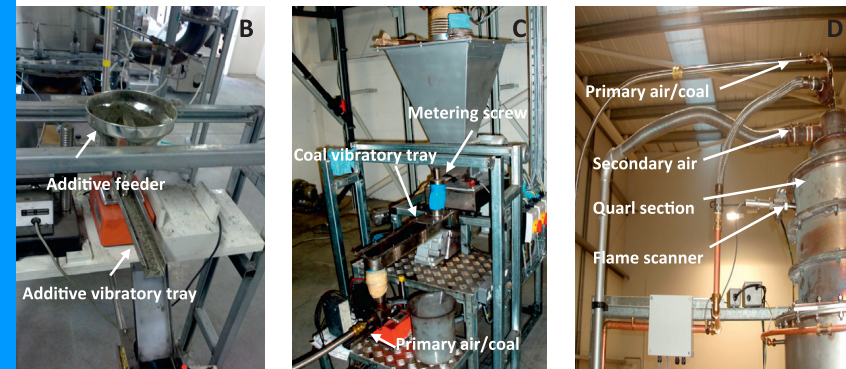 B
Additive feeder
Additive vibratory tray
C
Metering screw
Coal vibratory tray
Primary air/coal
D
Primary air/coal
Secondary air
Quarl section
Flame scanner